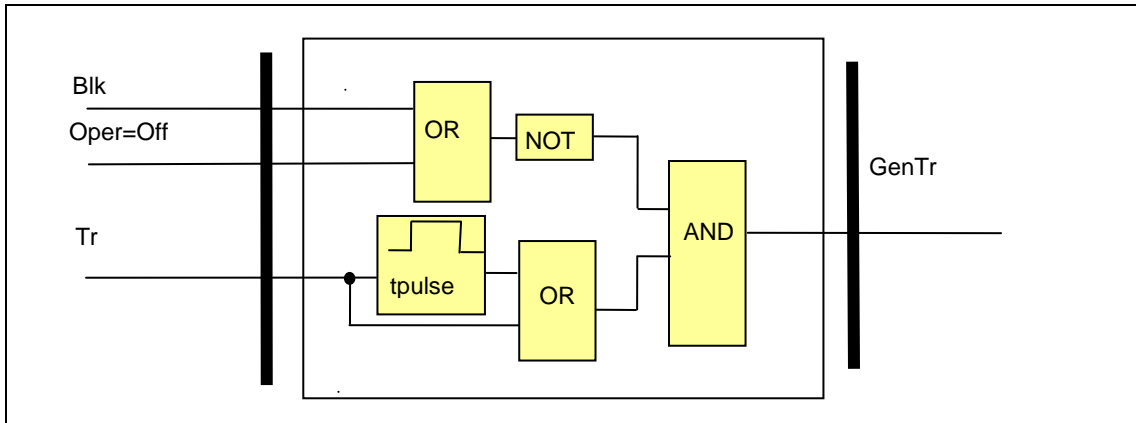 Blk
Oper=Off
OR
NOT
GenTr
Tr
AND
tpulse
OR